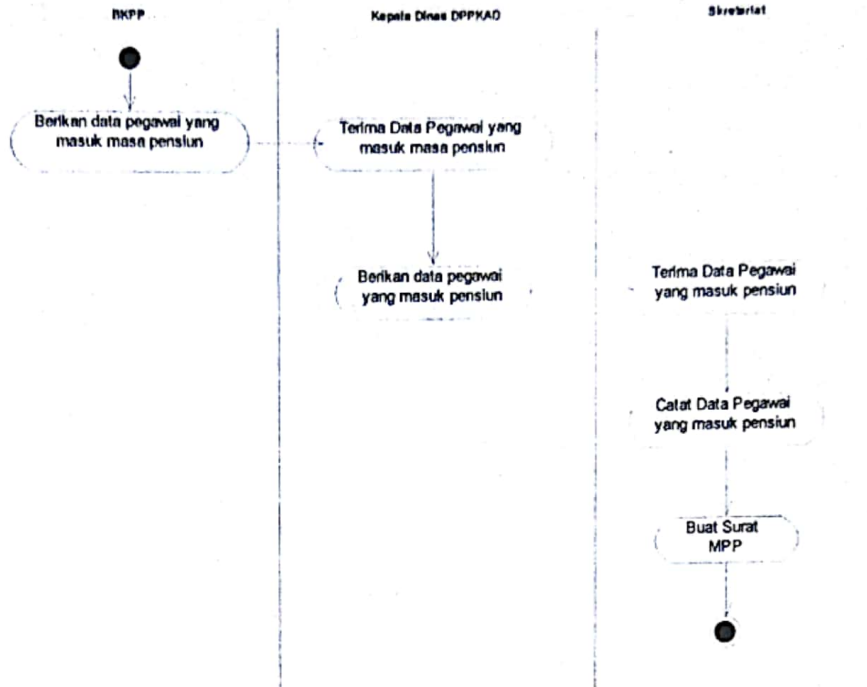 BKPP
Kepala Dinas DPPKAD
Skretariat
Berikan data pegawai yang
masuk masa pensiun
Terima Data Pegawai yang
masuk masa pensiun
Berikan data pegawai
yang masuk pensiun
Terima Data Pegawai
yang masuk pensiun
Catat Data Pegawai
yang masuk pensiun
Buat Surat
MPP